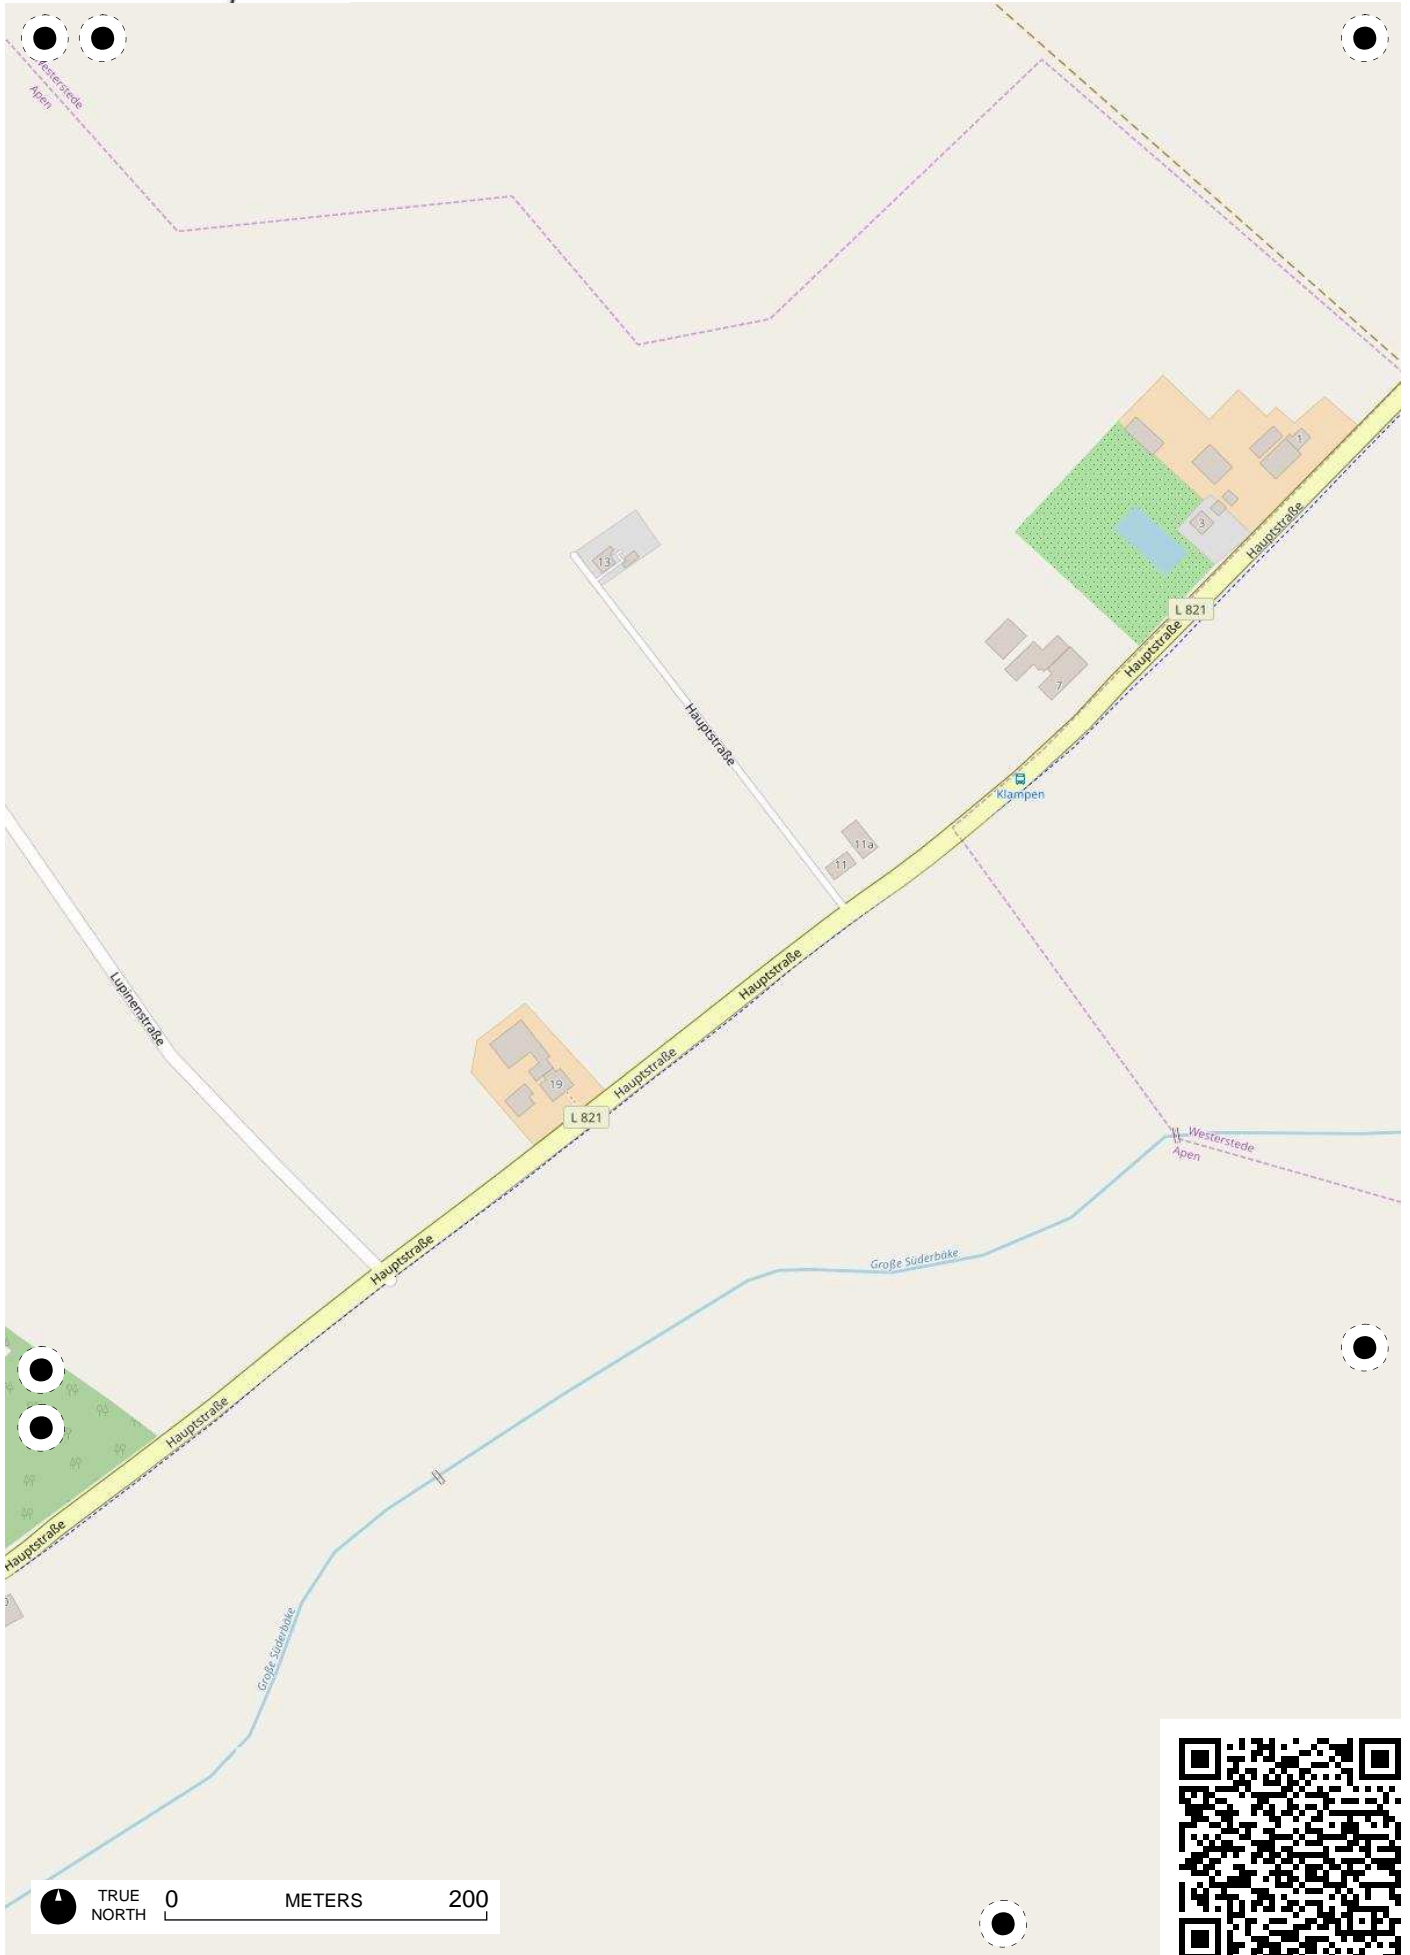 Westerstede
Apen
1
3
Hauptstraße
L 821
Hauptstraße
13
7
Hauptstraße
Klampen
11a
11
Hauptstraße
Lupinenstraße
Hauptstraße
19
L 821
Westerstede
Apen
Hauptstraße
Große Süderbäke
Hauptstraße
Hauptstraße
Große Süderbäke
TRUE
NORTH
0
METERS
200